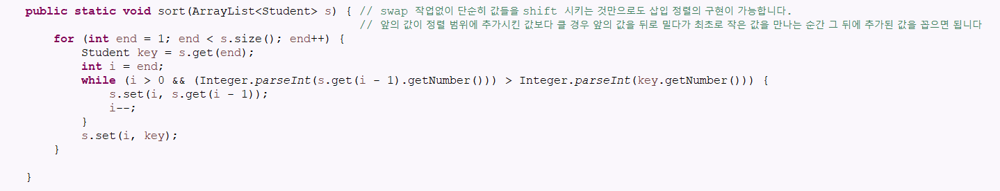 public static void sort(ArrayList<Student> s) { // swap 작업없이 단순히 값들을 shift 시키는 것만으로도 삽입 정렬의 구현이 가능합니다.
// 앞의 값이 정렬 범위에 추가시킨 값보다 클 경우 앞의 값을 뒤로 밀다가 최초로 작은 값을 만나는 순간 그 뒤에 추가된 값을 꼽으면 됩니다
for (int end = 1; end < s.size(); end++) {
Student key = s.get(end);
int i = end;
while (i > 0 && (Integer.parseInt(s.get(i - 1).getNumber())) > Integer.parseInt(key.getNumber())) {
s.set(i, s.get(i - 1));
i--;
}
s.set(i, key);
}
}